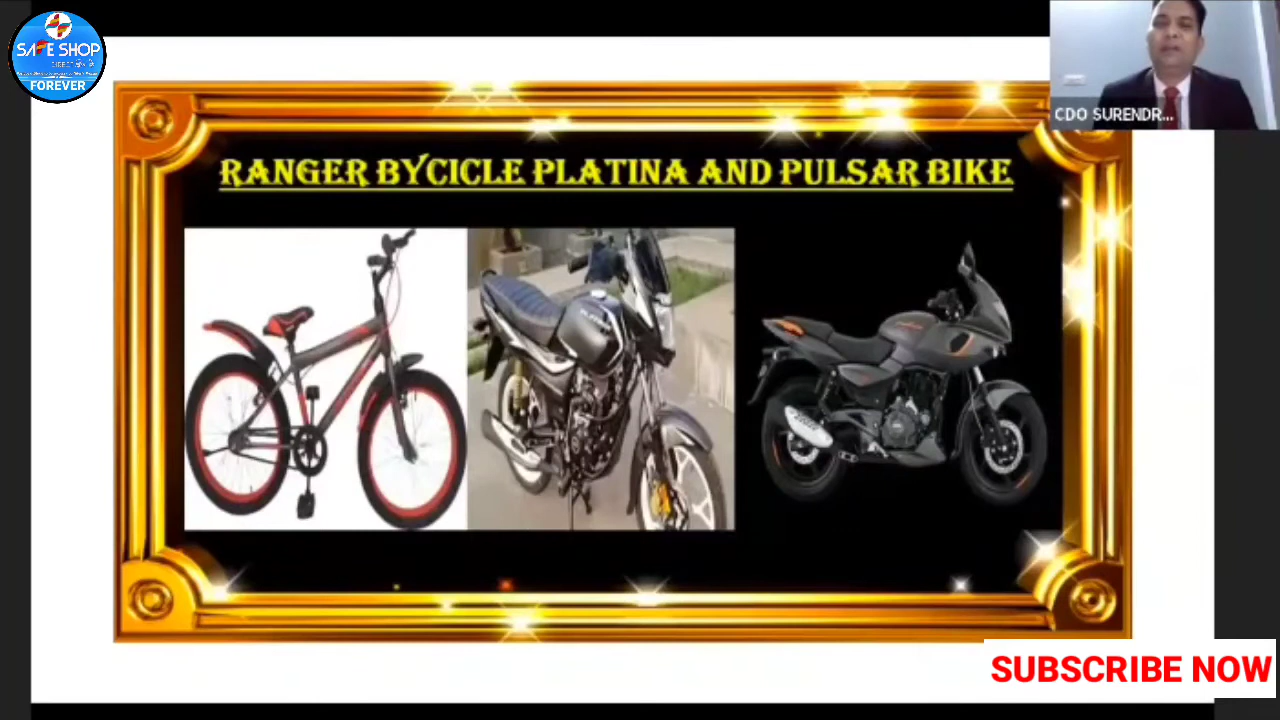 SAFE SHOP
FOREVER
CDO SURENDR...
RANGER BYCICLE PLATINA AND PULSAR BIKE
SUBSCRIBE NOW